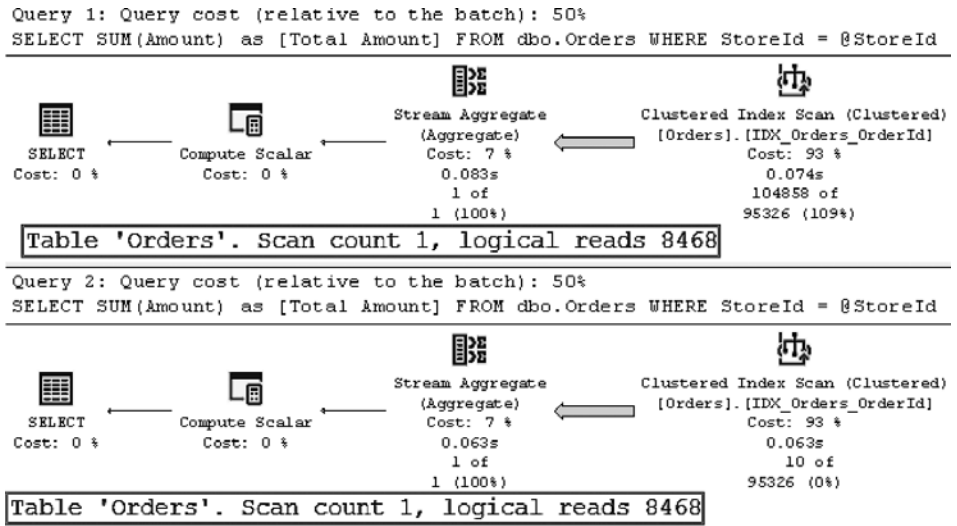 Query 1: Query cost (relative to the batch): 50%
SELECT SUM(Amount) as [Total Amount] FROM dbo.Orders WHERE StoreId = @StoreId
SELECT
Cost: 0 %
Compute Scalar
Cost: 0 %
Stream Aggregate
(Aggregate)
Cost: 7 %
0.083s
1 of
1 (100%)
Clustered Index Scan (Clustered)
[Orders].[IDX_Orders_OrderId]
Cost: 93 %
0.074s
104858 of
95326 (109%)
Table 'Orders'. Scan count 1, logical reads 8468
Query 2: Query cost (relative to the batch): 50%
SELECT SUM(Amount) as [Total Amount] FROM dbo.Orders WHERE StoreId = @StoreId
SELECT
Cost: 0 %
Compute Scalar
Cost: 0 %
Stream Aggregate
(Aggregate)
Cost: 7 %
0.063s
1 of
1 (100%)
Clustered Index Scan (Clustered)
[Orders].[IDX_Orders_OrderId]
Cost: 93 %
0.063s
10 of
95326 (0%)
Table 'Orders'. Scan count 1, logical reads 8468